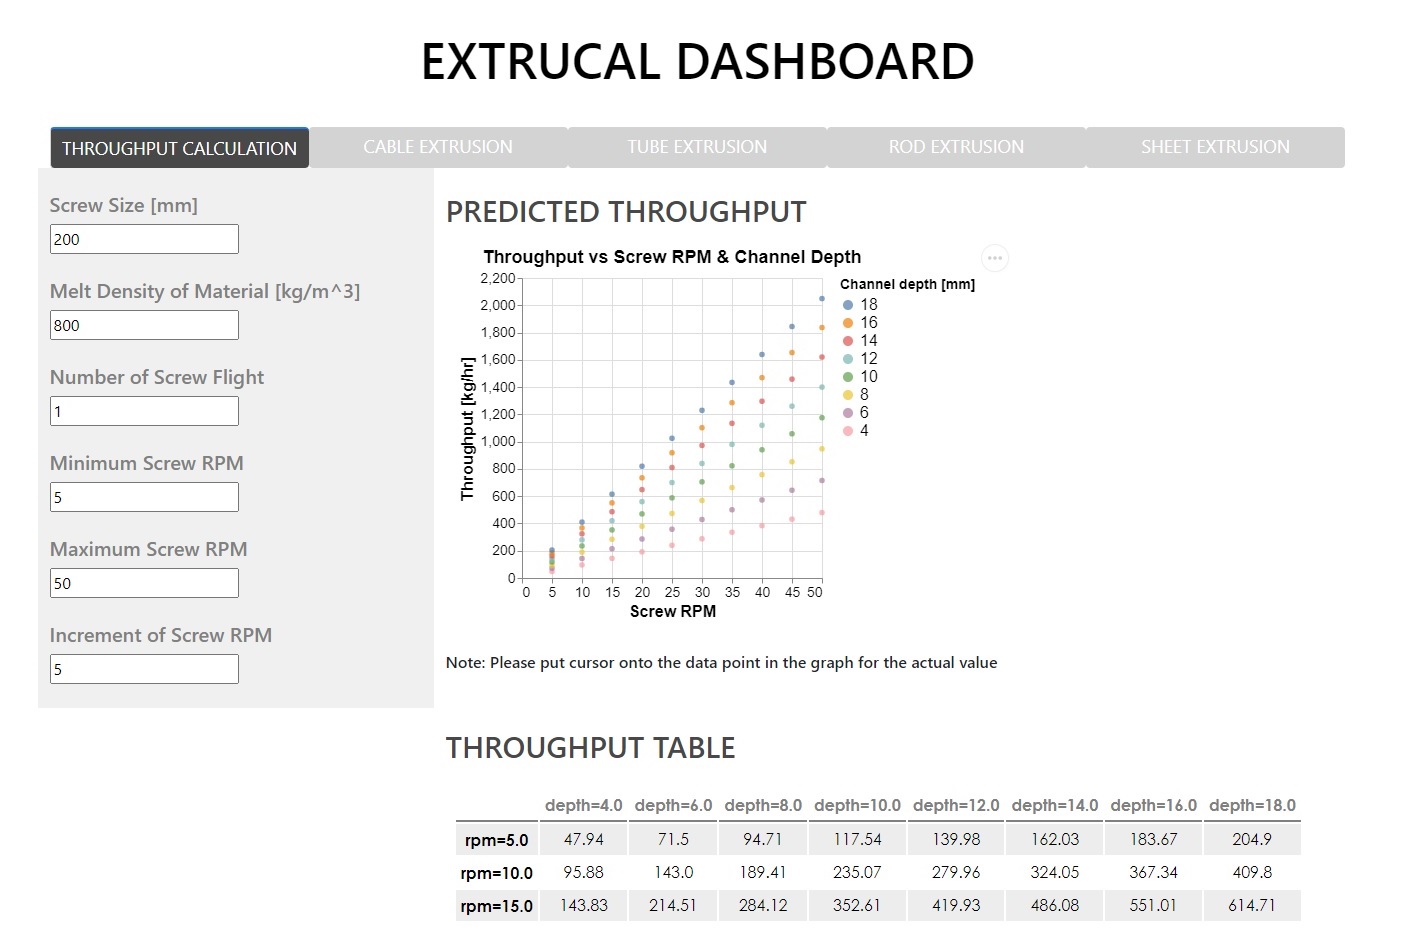 EXTRUCAL DASHBOARD
THROUGHPUT CALCULATION CABLE EXTRUSION TUBE EXTRUSION ROD EXTRUSION SHEET EXTRUSION
Screw Size [mm]
200
Melt Density of Material [kg/m^3]
800
Number of Screw Flight
1
Minimum Screw RPM
5
Maximum Screw RPM
50
Increment of Screw RPM
5
PREDICTED THROUGHPUT
Throughput vs Screw RPM & Channel Depth
Throughput [kg/hr]
2,200
2,000
1,800
1,600
1,400
1,200
1,000
800
600
400
200
0
0 5 10 15 20 25 30 35 40 45 50
Screw RPM
Channel depth [mm]
18
16
14
12
10
8
6
4
Note: Please put cursor onto the data point in the graph for the actual value
THROUGHPUT TABLE
depth=4.0 depth=6.0 depth=8.0 depth=10.0 depth=12.0 depth=14.0 depth=16.0 depth=18.0
rpm=5.0 47.94 71.5 94.71 117.54 139.98 162.03 183.67 204.9
rpm=10.0 95.88 143.0 189.41 235.07 279.96 324.05 367.34 409.8
rpm=15.0 143.83 214.51 284.12 352.61 419.93 486.08 551.01 614.71